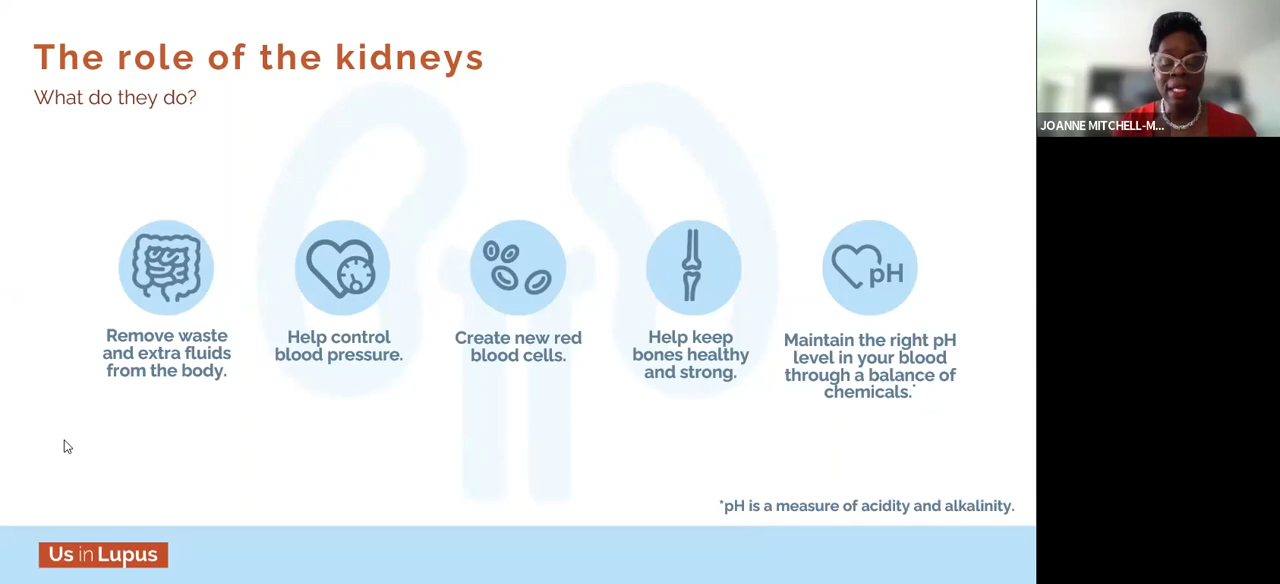 The role of the kidneys
What do they do?
JOANNE MITCHELL-M...
pH
Remove waste
and extra fluids
from the body.
Help control
blood pressure.
Create new red
blood cells.
Help keep
bones healthy
and strong.
Maintain the right pH
level in your blood
through a balance of
chemicals.*
*pH is a measure of acidity and alkalinity.
Us in Lupus